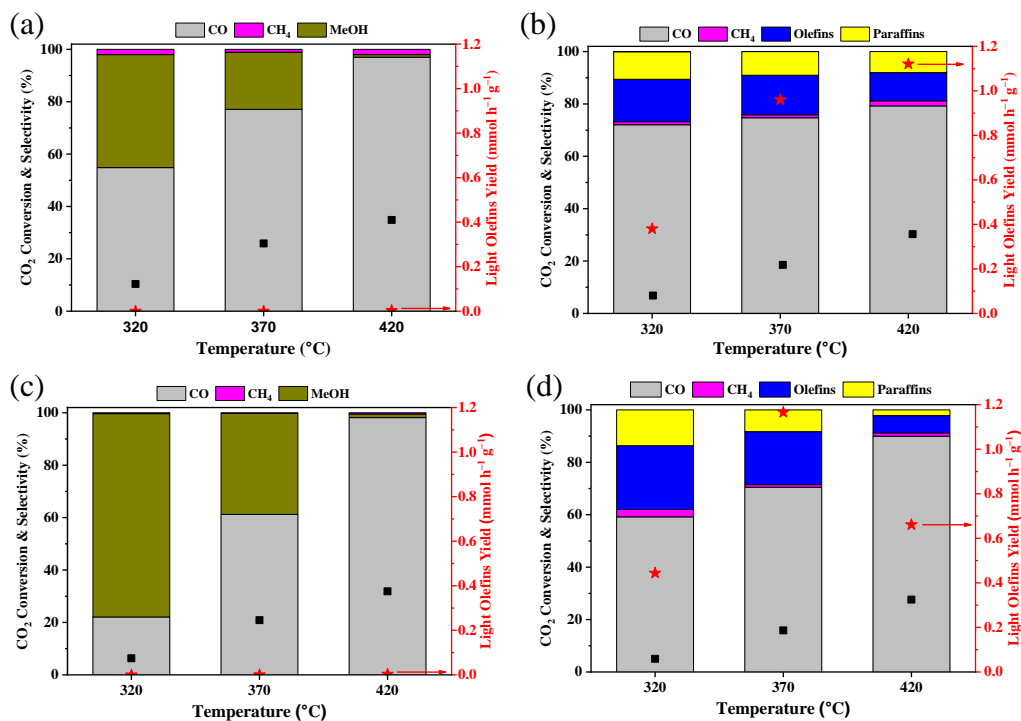 (a)
CO CH₄ MeOH
CO₂ Conversion & Selectivity (%)
100
80
60
40
20
0
320 370 420
Temperature (°C)
1.2
1.0
0.8
0.6
0.4
0.2
0.0
Light Olefins Yield (mmol h⁻¹ g⁻¹)
(b)
CO CH₄ Olefins Paraffins
CO₂ Conversion & Selectivity (%)
100
80
60
40
20
0
320 370 420
Temperature (°C)
1.2
1.0
0.8
0.6
0.4
0.2
0.0
Light Olefins Yield (mmol h⁻¹ g⁻¹)
(c)
CO CH₄ MeOH
CO₂ Conversion & Selectivity (%)
100
80
60
40
20
0
320 370 420
Temperature (°C)
1.2
1.0
0.8
0.6
0.4
0.2
0.0
Light Olefins Yield (mmol h⁻¹ g⁻¹)
(d)
CO CH₄ Olefins Paraffins
CO₂ Conversion & Selectivity (%)
100
80
60
40
20
0
320 370 420
Temperature (°C)
1.2
1.0
0.8
0.6
0.4
0.2
0.0
Light Olefins Yield (mmol h⁻¹ g⁻¹)